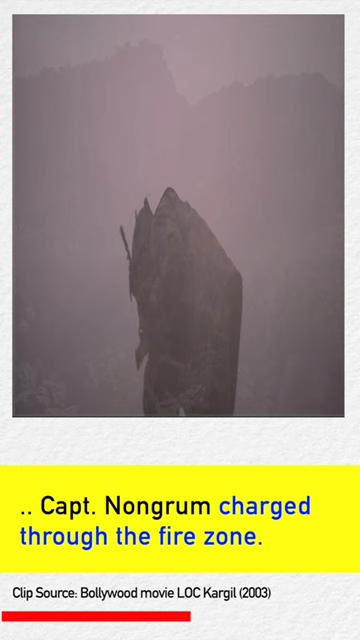 .. Capt. Nongrum charged
through the fire zone.
Clip Source: Bollywood movie LOC Kargil (2003)